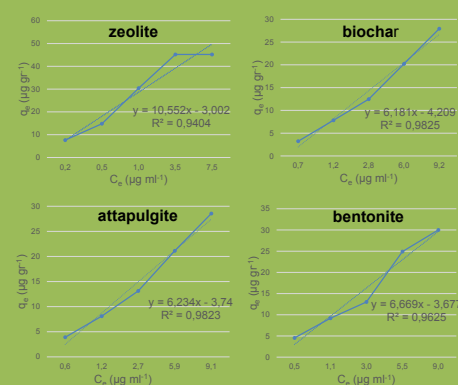 zeolite
60
50
40
30
20
10
0
qₑ (µg gr⁻¹)
y = 10,552x - 3,002
R² = 0,9404
0,2 0,5 1,0 3,5 7,5
Cₑ (µg ml⁻¹)
biochar
30
25
20
15
10
5
0
qₑ (µg gr⁻¹)
y = 6,181x - 4,209
R² = 0,9825
0,7 1,2 2,8 6,0 9,2
Cₑ (µg ml⁻¹)
attapulgite
30
25
20
15
10
5
0
qₑ (µg gr⁻¹)
y = 6,234x - 3,74
R² = 0,9823
0,6 1,2 2,7 5,9 9,1
Cₑ (µg ml⁻¹)
bentonite
35
30
25
20
15
10
5
0
qₑ (µg gr⁻¹)
y = 6,669x - 3,677
R² = 0,9625
0,5 1,1 3,0 5,5 9,0
Cₑ (µg ml⁻¹)